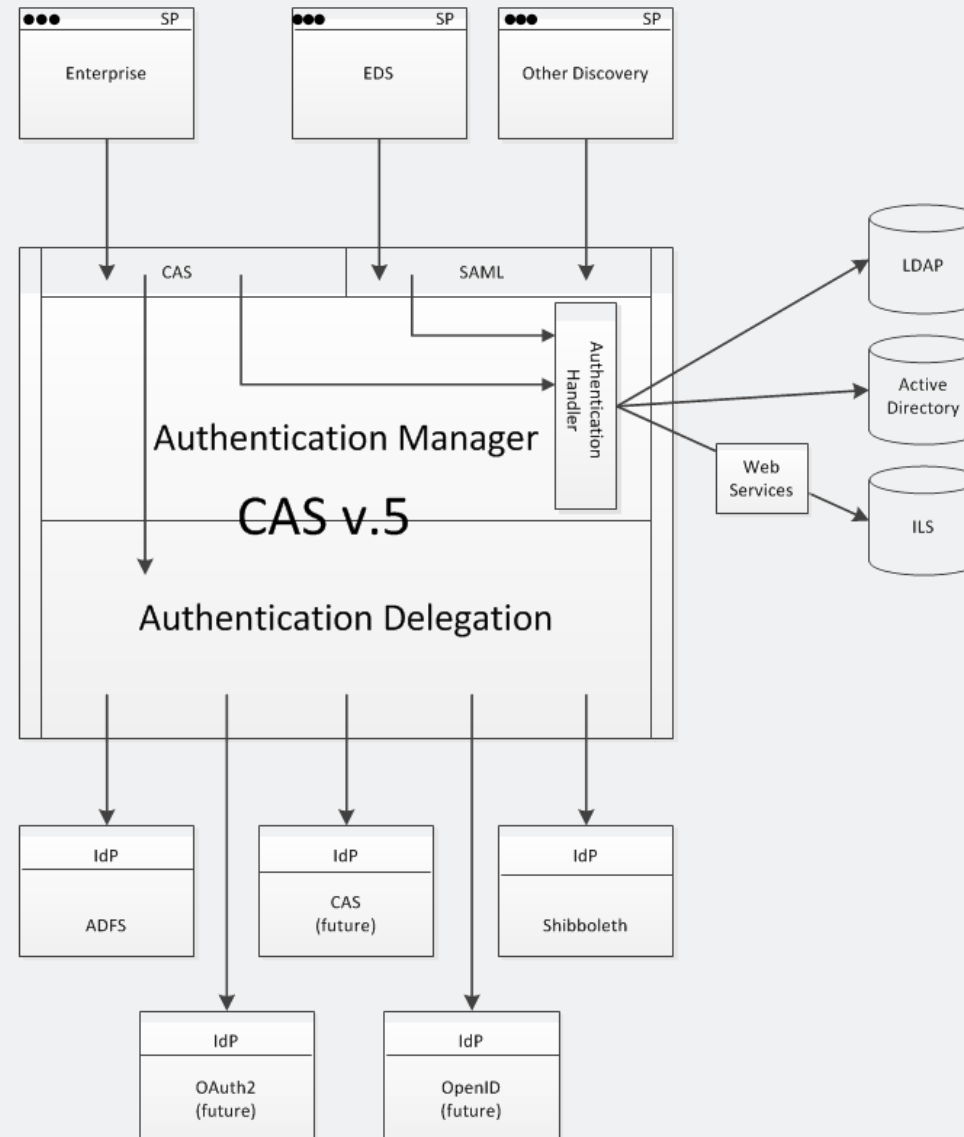 SP
Enterprise
SP
EDS
SP
Other Discovery
CAS
SAML
Authentication
Handler
Authentication Manager
CAS v.5
Authentication Delegation
LDAP
Active
Directory
Web
Services
ILS
IdP
ADFS
IdP
CAS
(future)
IdP
Shibboleth
IdP
OAuth2
(future)
IdP
OpenID
(future)